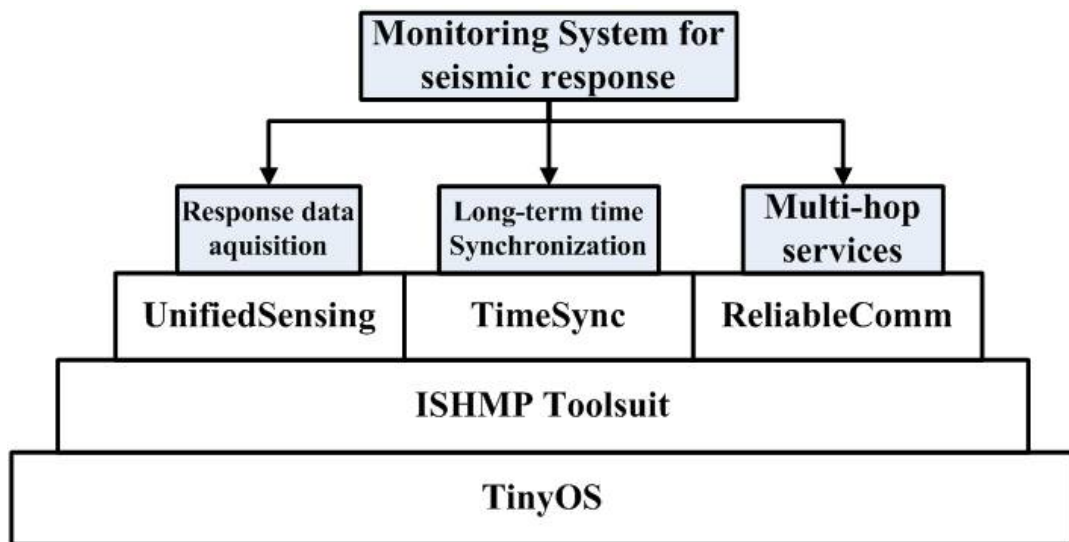 Monitoring System for
seismic response
Response data
aquisition
Long-term time
Synchronization
Multi-hop
services
UnifiedSensing
TimeSync
ReliableComm
ISHMP Toolsuit
TinyOS